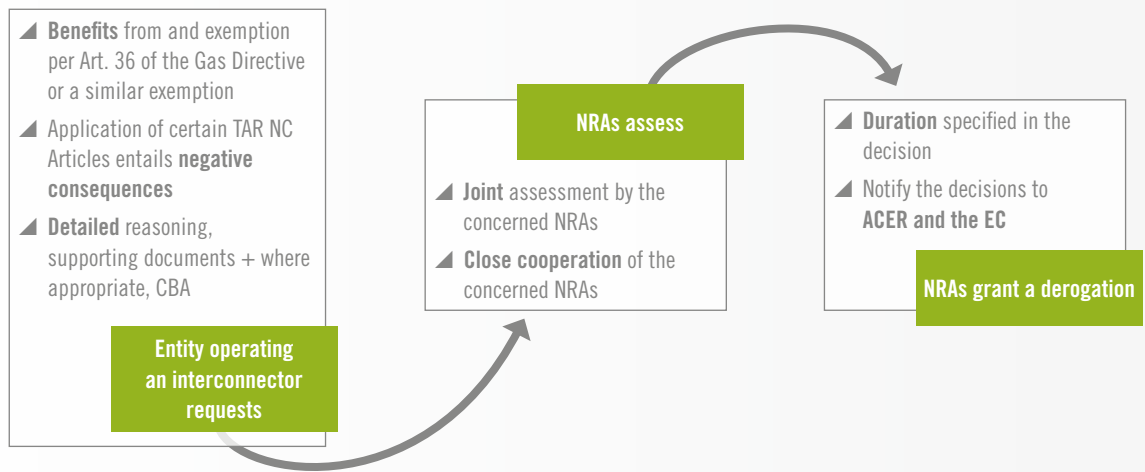 Benefits from and exemption
per Art. 36 of the Gas Directive
or a similar exemption
Application of certain TAR NC
Articles entails negative
consequences
Detailed reasoning,
supporting documents + where
appropriate, CBA
Entity operating
an interconnector
requests
NRAs assess
Joint assessment by the
concerned NRAs
Close cooperation of the
concerned NRAs
Duration specified in the
decision
Notify the decisions to
ACER and the EC
NRAs grant a derogation